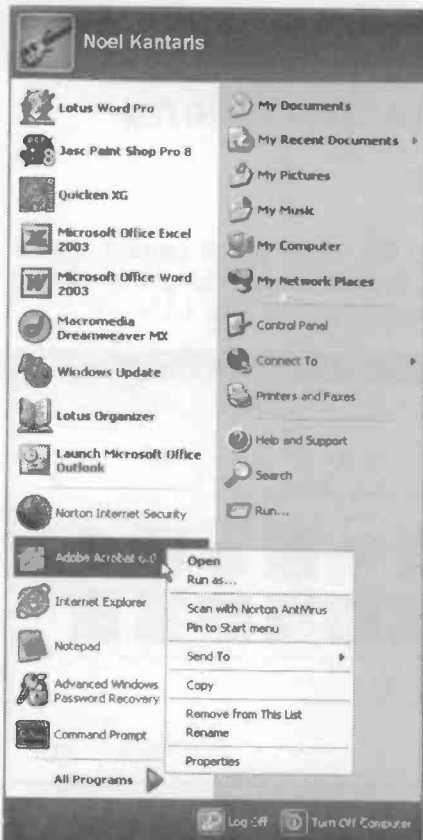 Noel Kantaris
Lotus Word Pro
Jasc Paint Shop Pro 8
Quicken XG
Microsoft Office Excel
2003
Microsoft Office Word
2003
Macromedia
Dreamweaver MX
Windows Update
Lotus Organizer
Launch Microsoft Office
Outlook
Norton Internet Security
Adobe Acrobat 6.0
Internet Explorer
Notepad
Advanced Windows
Password Recovery
Command Prompt
All Programs
My Documents
My Recent Documents
My Pictures
My Music
My Computer
My Network Places
Control Panel
Connect To
Printers and Faxes
Help and Support
Search
Run...
Open
Run as...
Scan with Norton AntiVirus
Pin to Start menu
Send To
Copy
Remove from This List
Rename
Properties
Log Off
Turn Off Computer